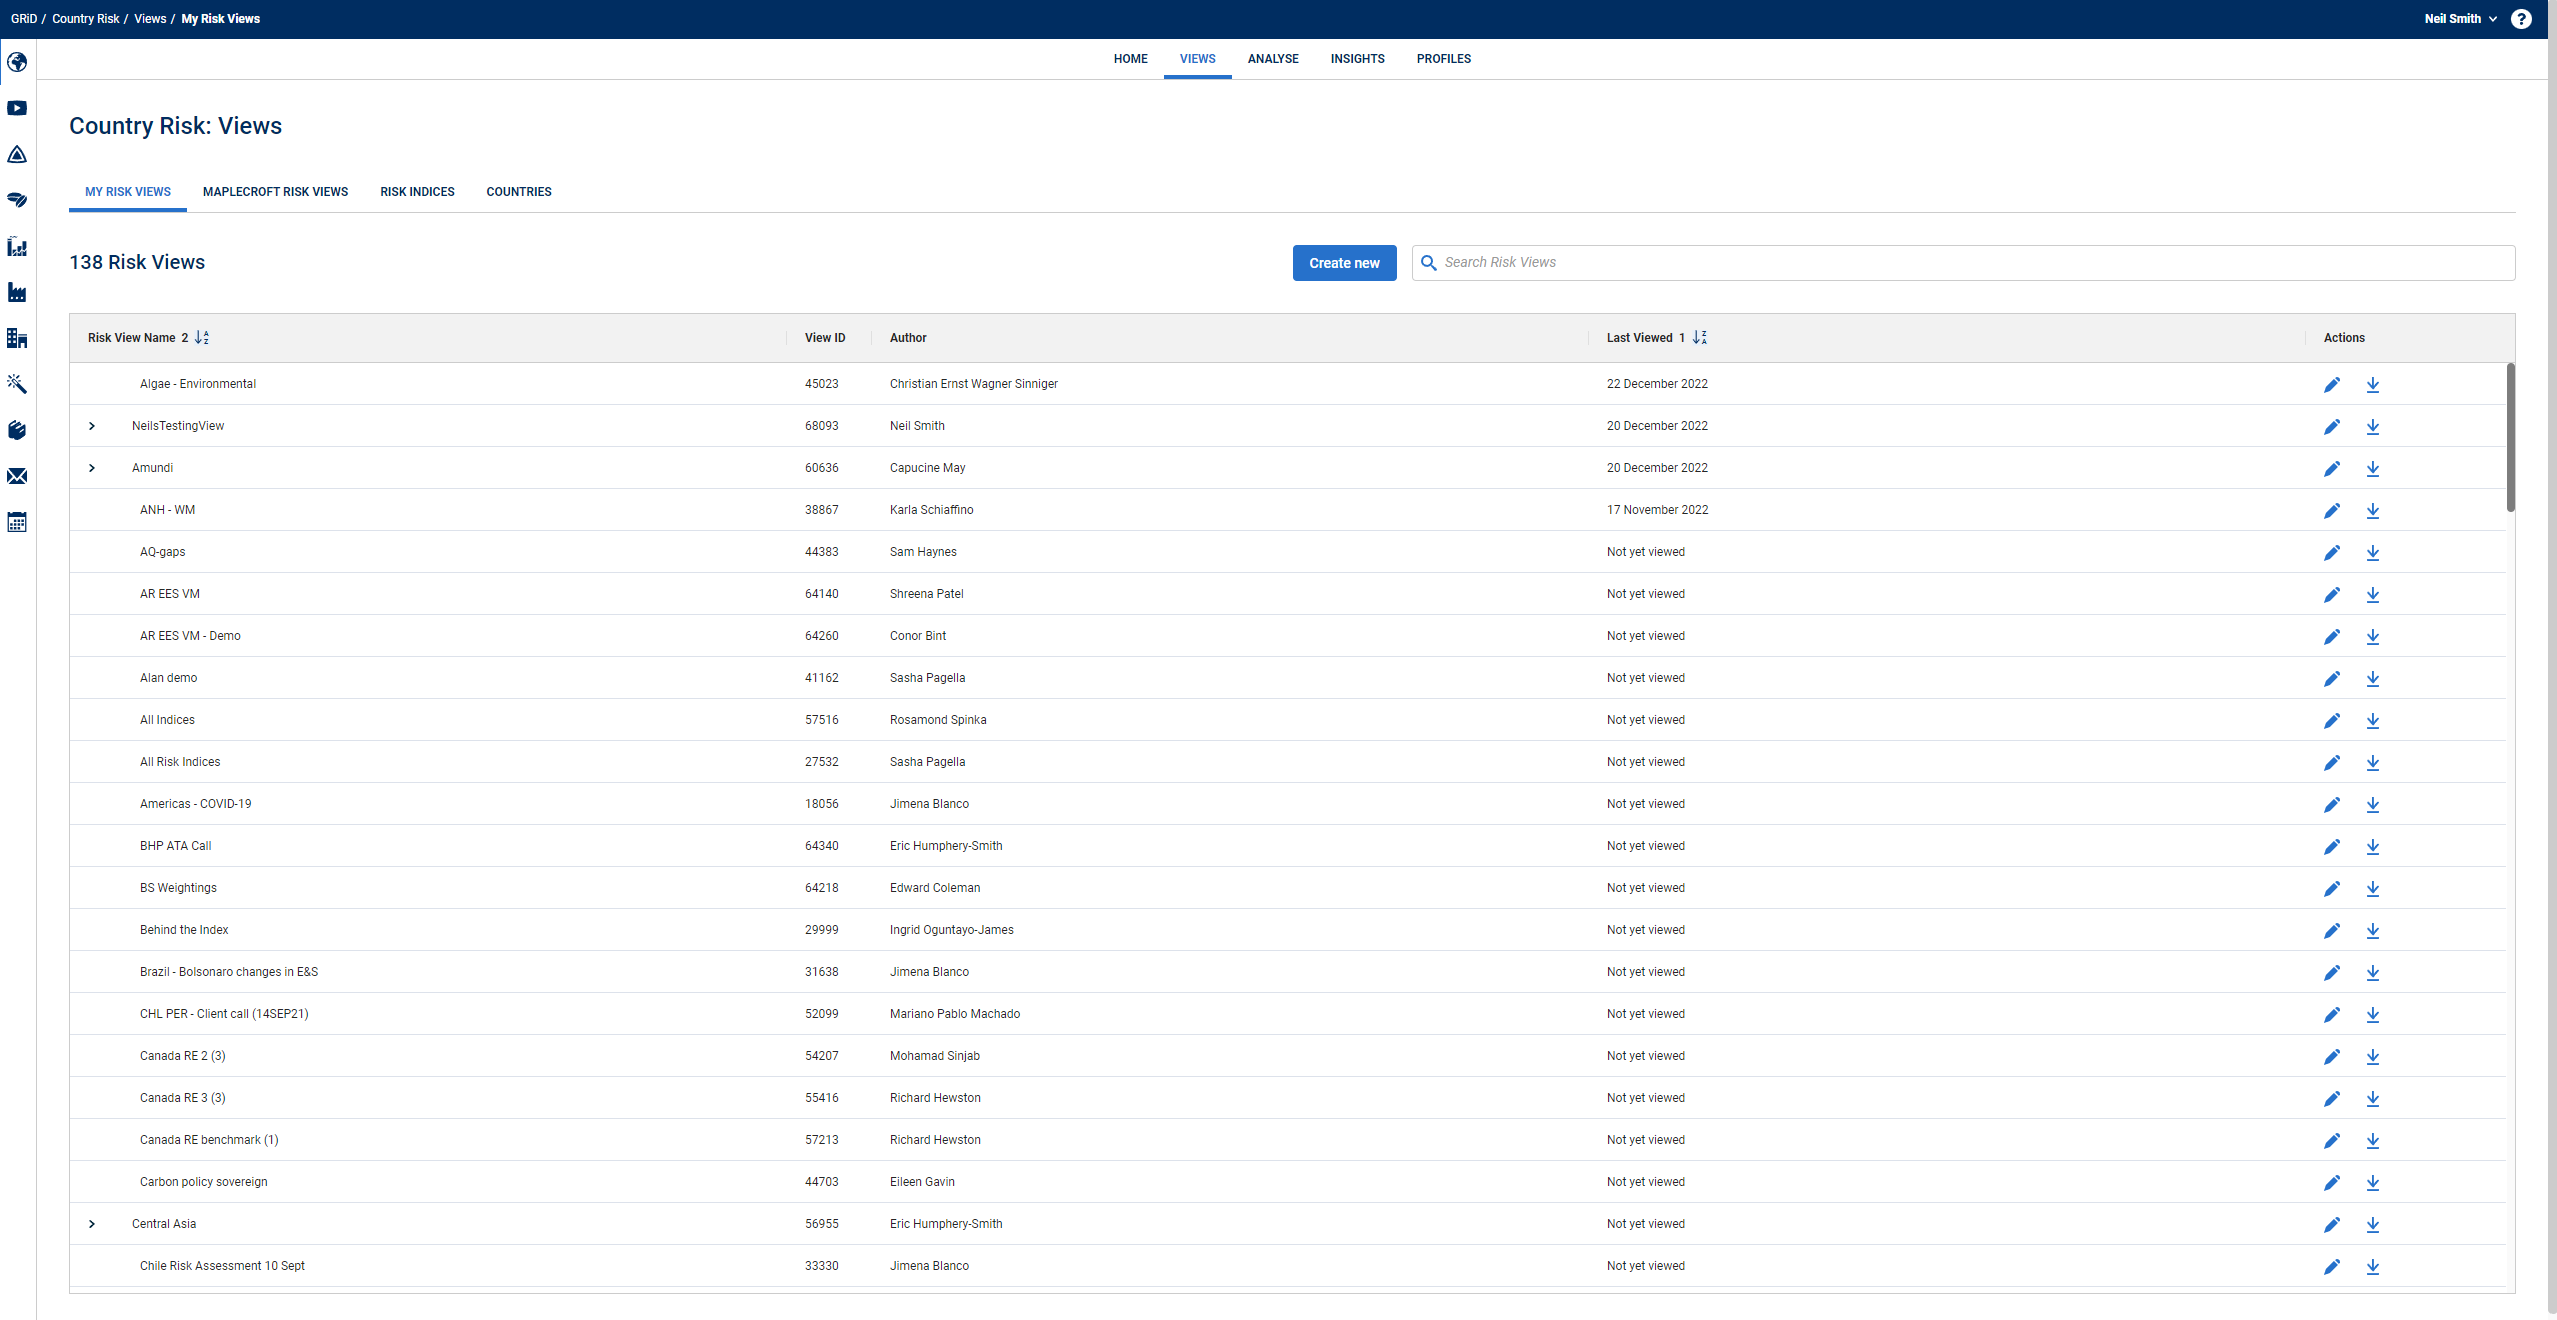 GRiD / Country Risk / Views / My Risk Views
Neil Smith
?
HOME VIEWS ANALYSE INSIGHTS PROFILES
Country Risk: Views
MY RISK VIEWS MAPLECROFT RISK VIEWS RISK INDICES COUNTRIES
138 Risk Views
Create new
Search Risk Views
Risk View Name 2 A Z View ID Author Last Viewed 1 Z A Actions
Algae - Environmental 45023 Christian Ernst Wagner Sinniger 22 December 2022
NeilsTestingView 68093 Neil Smith 20 December 2022
Amundi 60636 Capucine May 20 December 2022
ANH - WM 38867 Karla Schiaffino 17 November 2022
AQ-gaps 44383 Sam Haynes Not yet viewed
AR EES VM 64140 Shreena Patel Not yet viewed
AR EES VM - Demo 64260 Conor Bint Not yet viewed
Alan demo 41162 Sasha Pagella Not yet viewed
All Indices 57516 Rosamond Spinka Not yet viewed
All Risk Indices 27532 Sasha Pagella Not yet viewed
Americas - COVID-19 18056 Jimena Blanco Not yet viewed
BHP ATA Call 64340 Eric Humphery-Smith Not yet viewed
BS Weightings 64218 Edward Coleman Not yet viewed
Behind the Index 29999 Ingrid Oguntayo-James Not yet viewed
Brazil - Bolsonaro changes in E&S 31638 Jimena Blanco Not yet viewed
CHL PER - Client call (14SEP21) 52099 Mariano Pablo Machado Not yet viewed
Canada RE 2 (3) 54207 Mohamad Sinjab Not yet viewed
Canada RE 3 (3) 55416 Richard Hewston Not yet viewed
Canada RE benchmark (1) 57213 Richard Hewston Not yet viewed
Carbon policy sovereign 44703 Eileen Gavin Not yet viewed
Central Asia 56955 Eric Humphery-Smith Not yet viewed
Chile Risk Assessment 10 Sept 33330 Jimena Blanco Not yet viewed